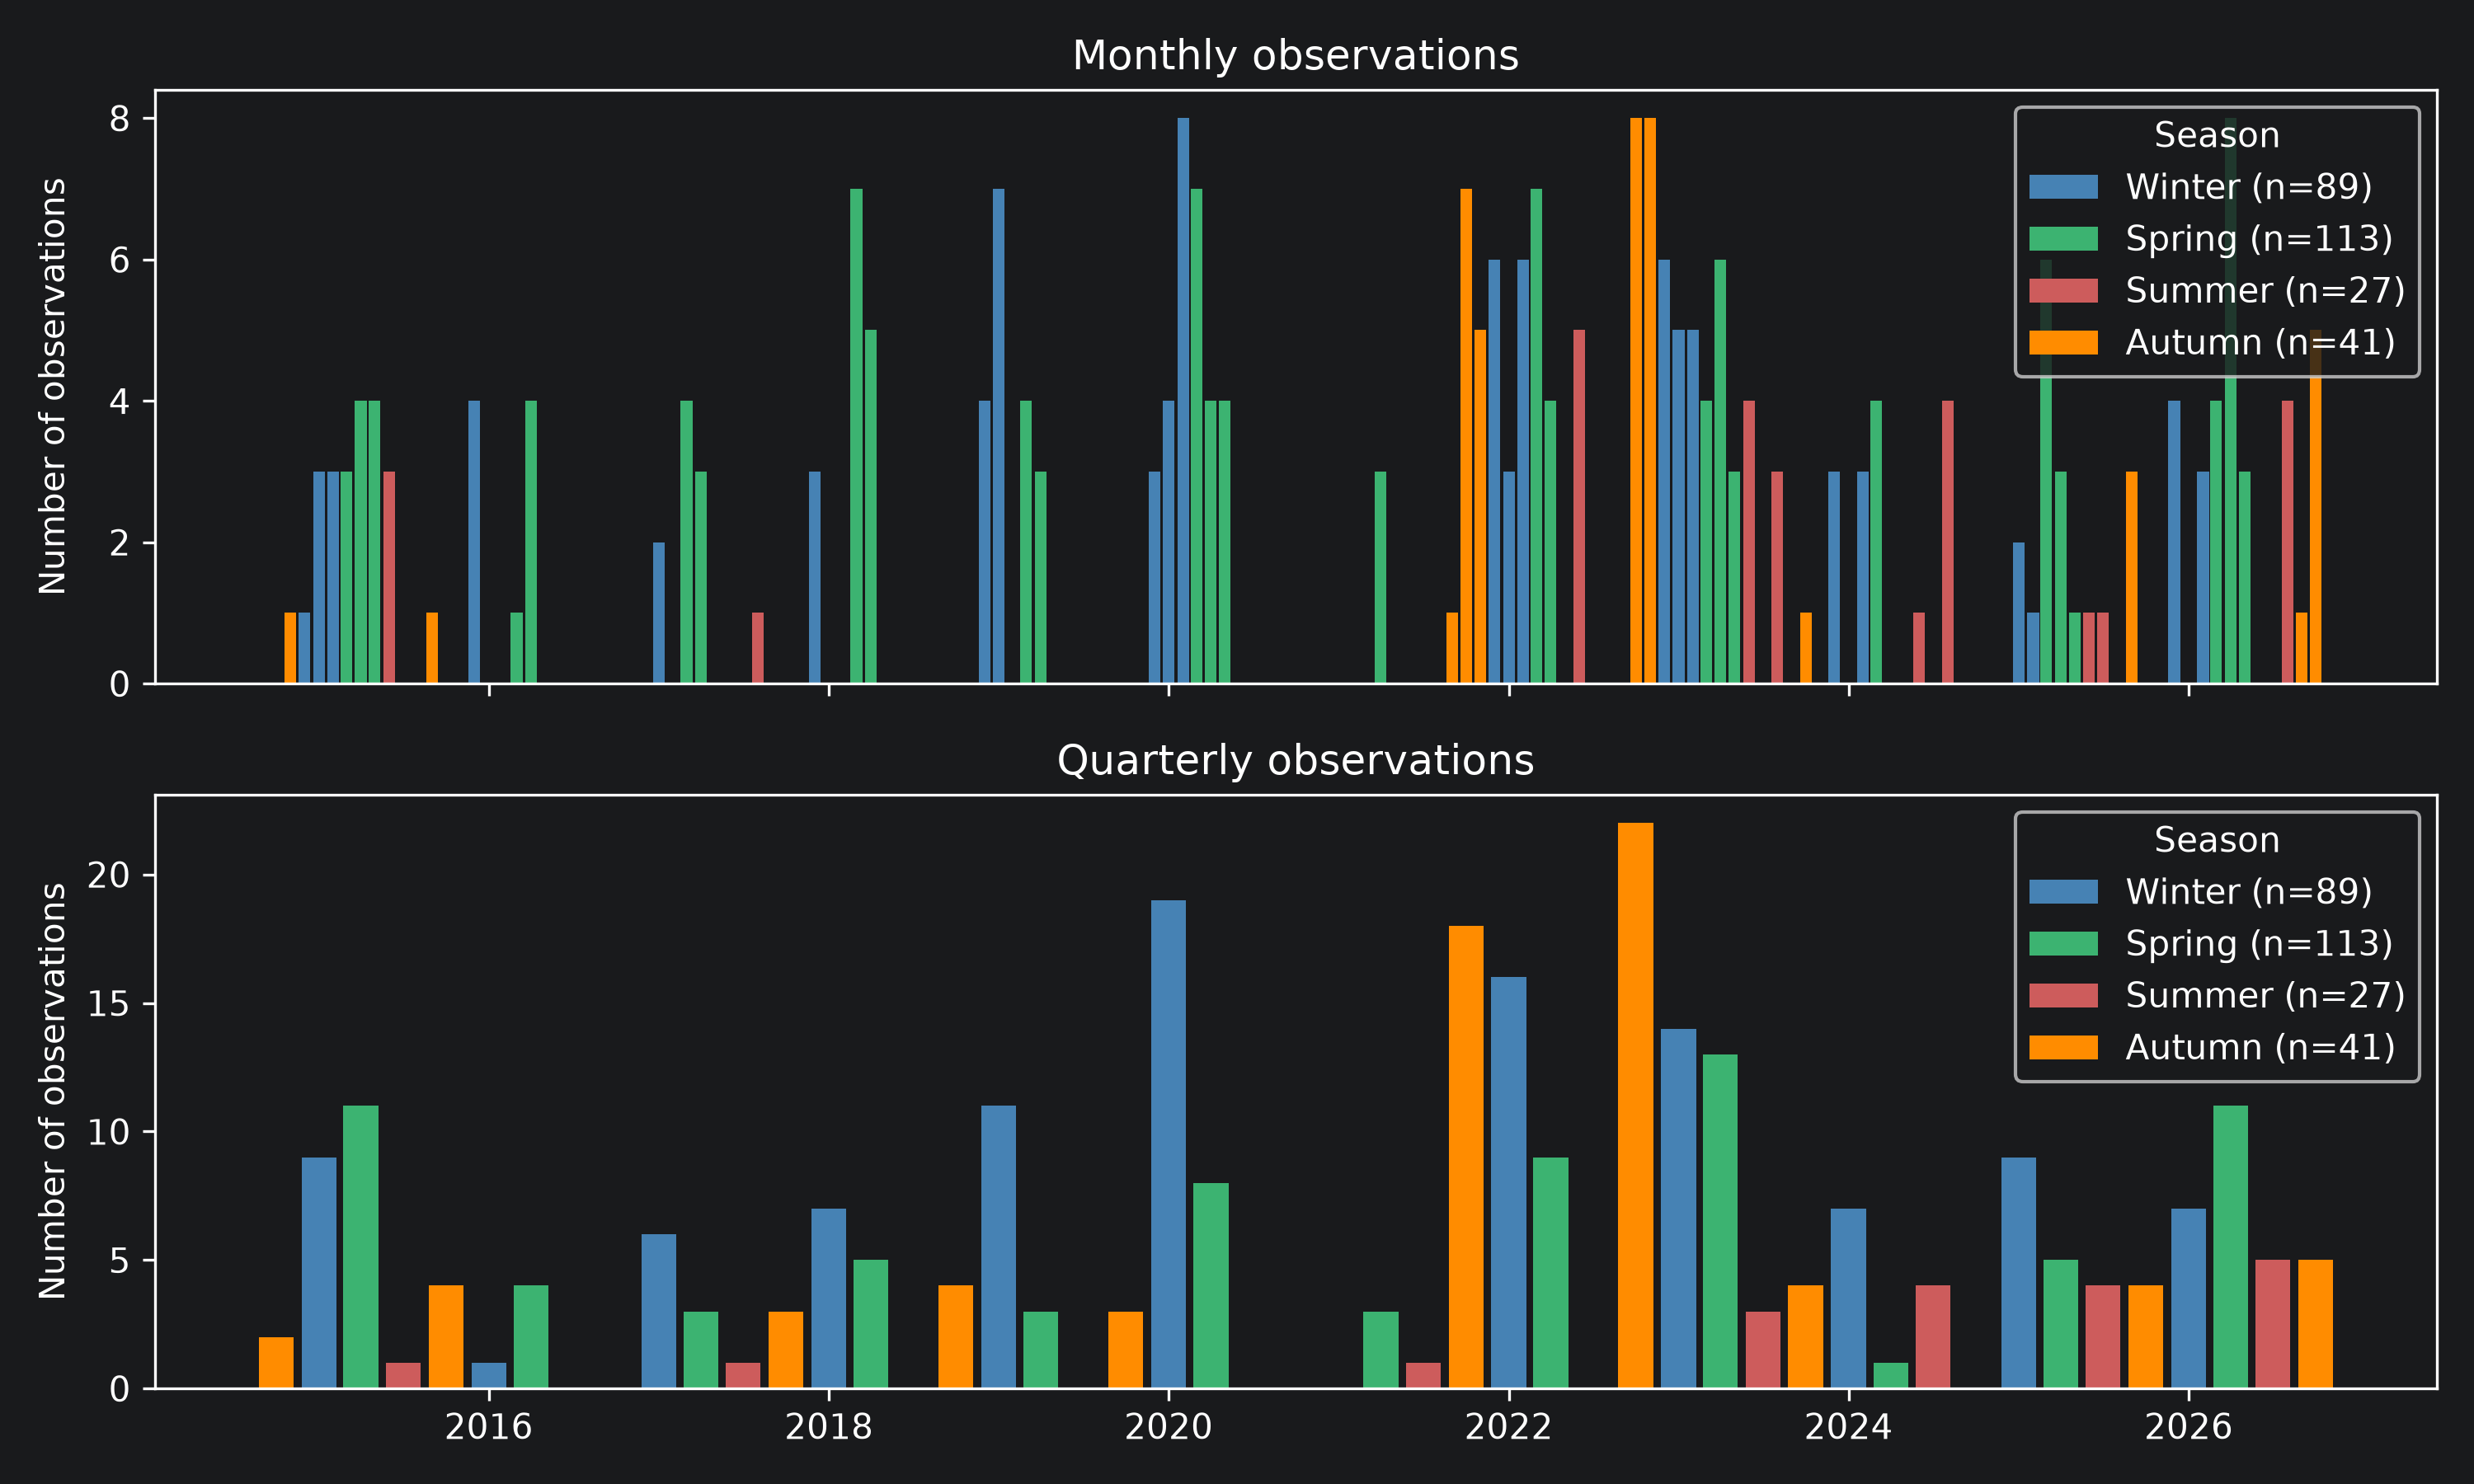 Monthly observations
Number of observations
8
6
4
2
0
Season
Winter (n=89)
Spring (n=113)
Summer (n=27)
Autumn (n=41)
Quarterly observations
Number of observations
20
15
10
5
0
Season
Winter (n=89)
Spring (n=113)
Summer (n=27)
Autumn (n=41)
2016 2018 2020 2022 2024 2026